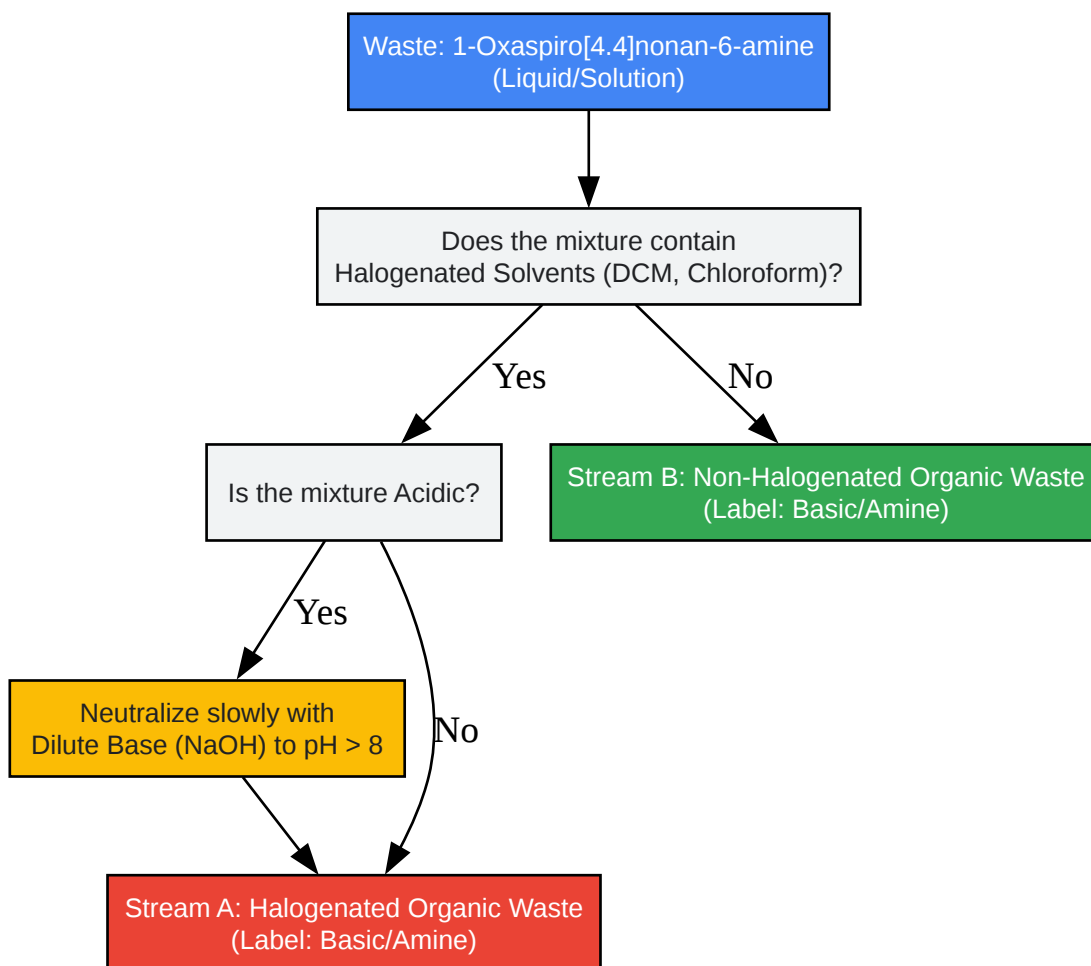 Waste: 1-Oxaspiro[4.4]nonan-6-amine
(Liquid/Solution)
Does the mixture contain
Halogenated Solvents (DCM, Chloroform)?
Yes
No
Is the mixture Acidic?
Stream B: Non-Halogenated Organic Waste
(Label: Basic/Amine)
Yes
No
Neutralize slowly with
Dilute Base (NaOH) to pH > 8
Stream A: Halogenated Organic Waste
(Label: Basic/Amine)